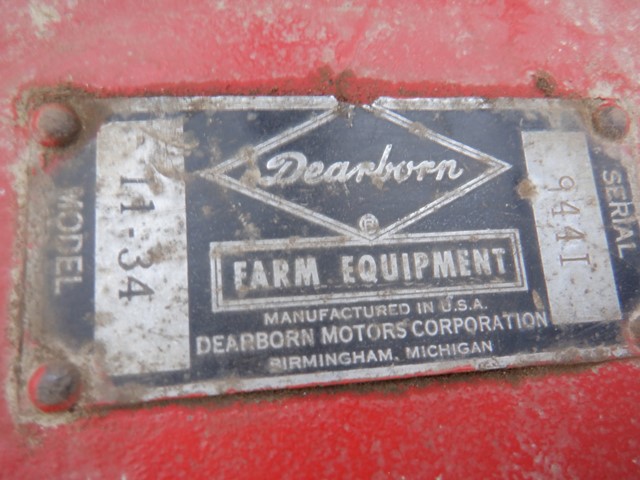 MODEL
11-34
Dearborn
®
FARM EQUIPMENT
MANUFACTURED IN U.S.A.
DEARBORN MOTORS CORPORATION
BIRMINGHAM, MICHIGAN
SERIAL
9441